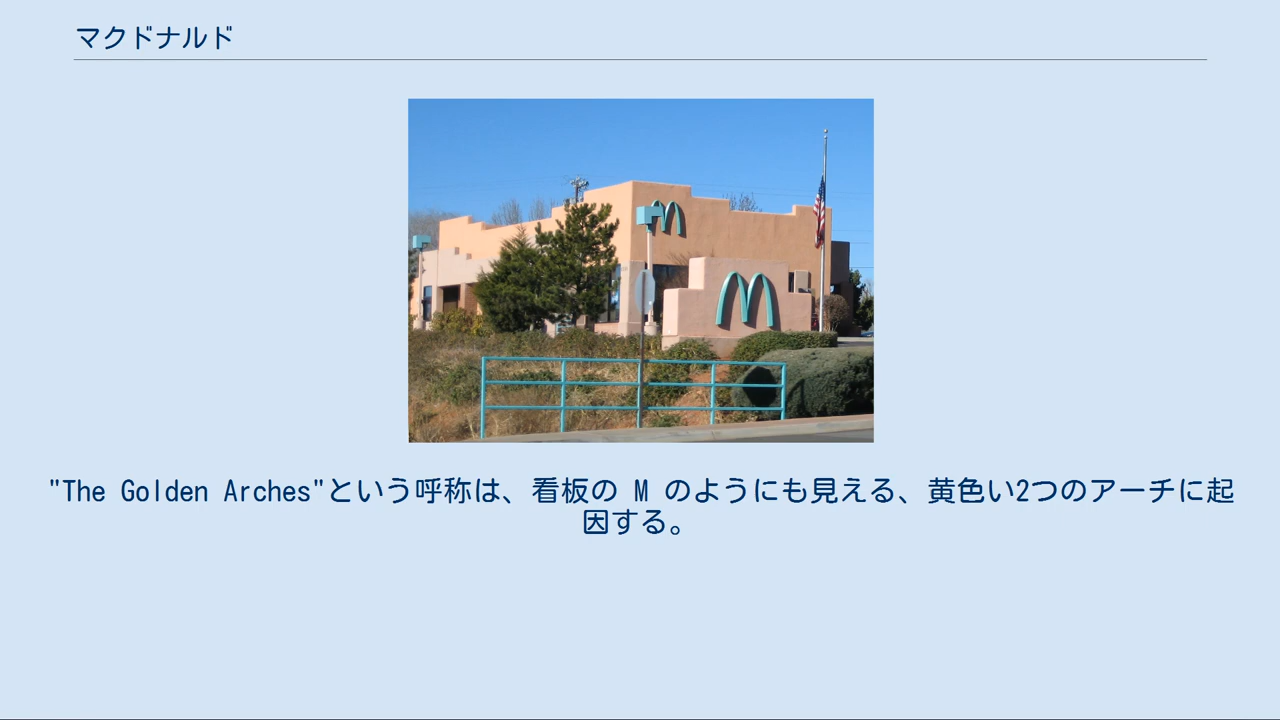 マクドナルド
"The Golden Arches"という呼称は、看板の M のようにも見える、黄色い2つのアーチに起
因する。